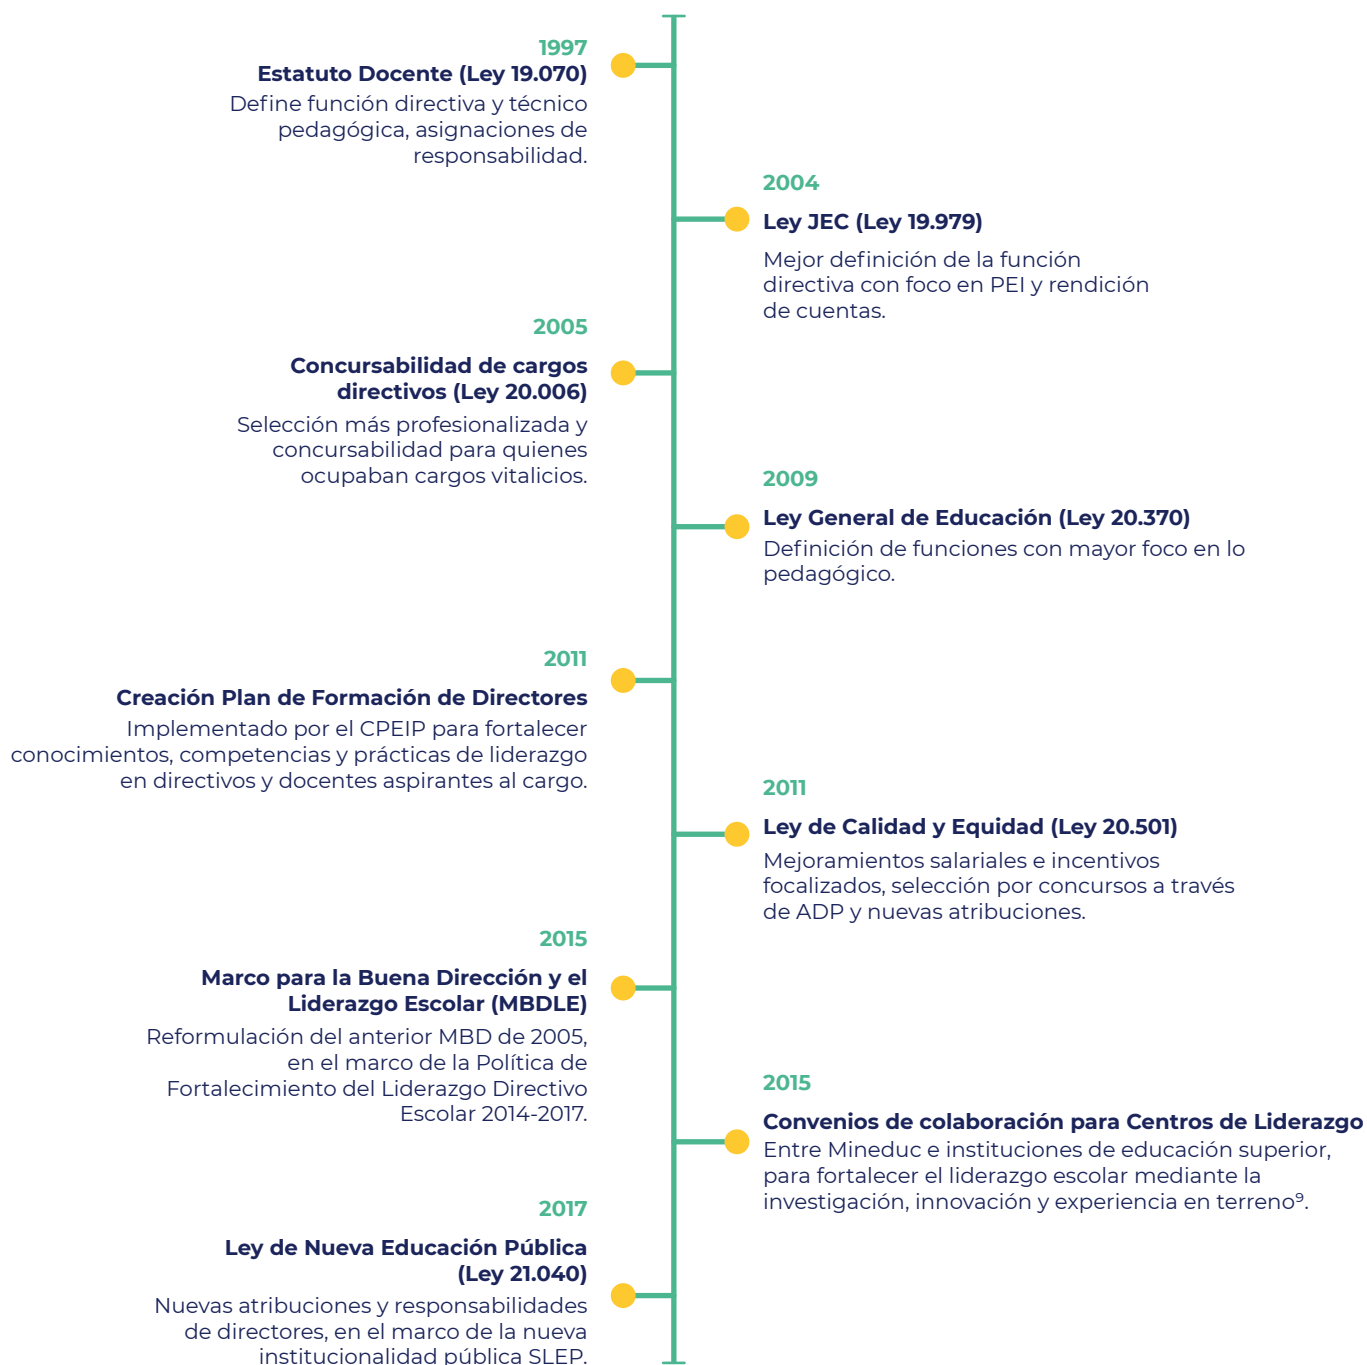 1997
Estatuto Docente (Ley 19.070)
Define función directiva y técnico
pedagógica, asignaciones de
responsabilidad.
2004
Ley JEC (Ley 19.979)
Mejor definición de la función
directiva con foco en PEI y rendición
de cuentas.
2005
Concursabilidad de cargos
directivos (Ley 20.006)
Selección más profesionalizada y
concursabilidad para quienes
ocupaban cargos vitalicios.
2009
Ley General de Educación (Ley 20.370)
Definición de funciones con mayor foco en lo
pedagógico.
2011
Creación Plan de Formación de Directores
Implementado por el CPEIP para fortalecer
conocimientos, competencias y prácticas de liderazgo
en directivos y docentes aspirantes al cargo.
2011
Ley de Calidad y Equidad (Ley 20.501)
Mejoramientos salariales e incentivos
focalizados, selección por concursos a través
de ADP y nuevas atribuciones.
2015
Marco para la Buena Dirección y el
Liderazgo Escolar (MBDLE)
Reformulación del anterior MBD de 2005,
en el marco de la Política de
Fortalecimiento del Liderazgo Directivo
Escolar 2014-2017.
2015
Convenios de colaboración para Centros de Liderazgo
Entre Mineduc e instituciones de educación superior,
para fortalecer el liderazgo escolar mediante la
investigación, innovación y experiencia en terreno⁹.
2017
Ley de Nueva Educación Pública
(Ley 21.040)
Nuevas atribuciones y responsabilidades
de directores, en el marco de la nueva
institucionalidad pública SLEP.